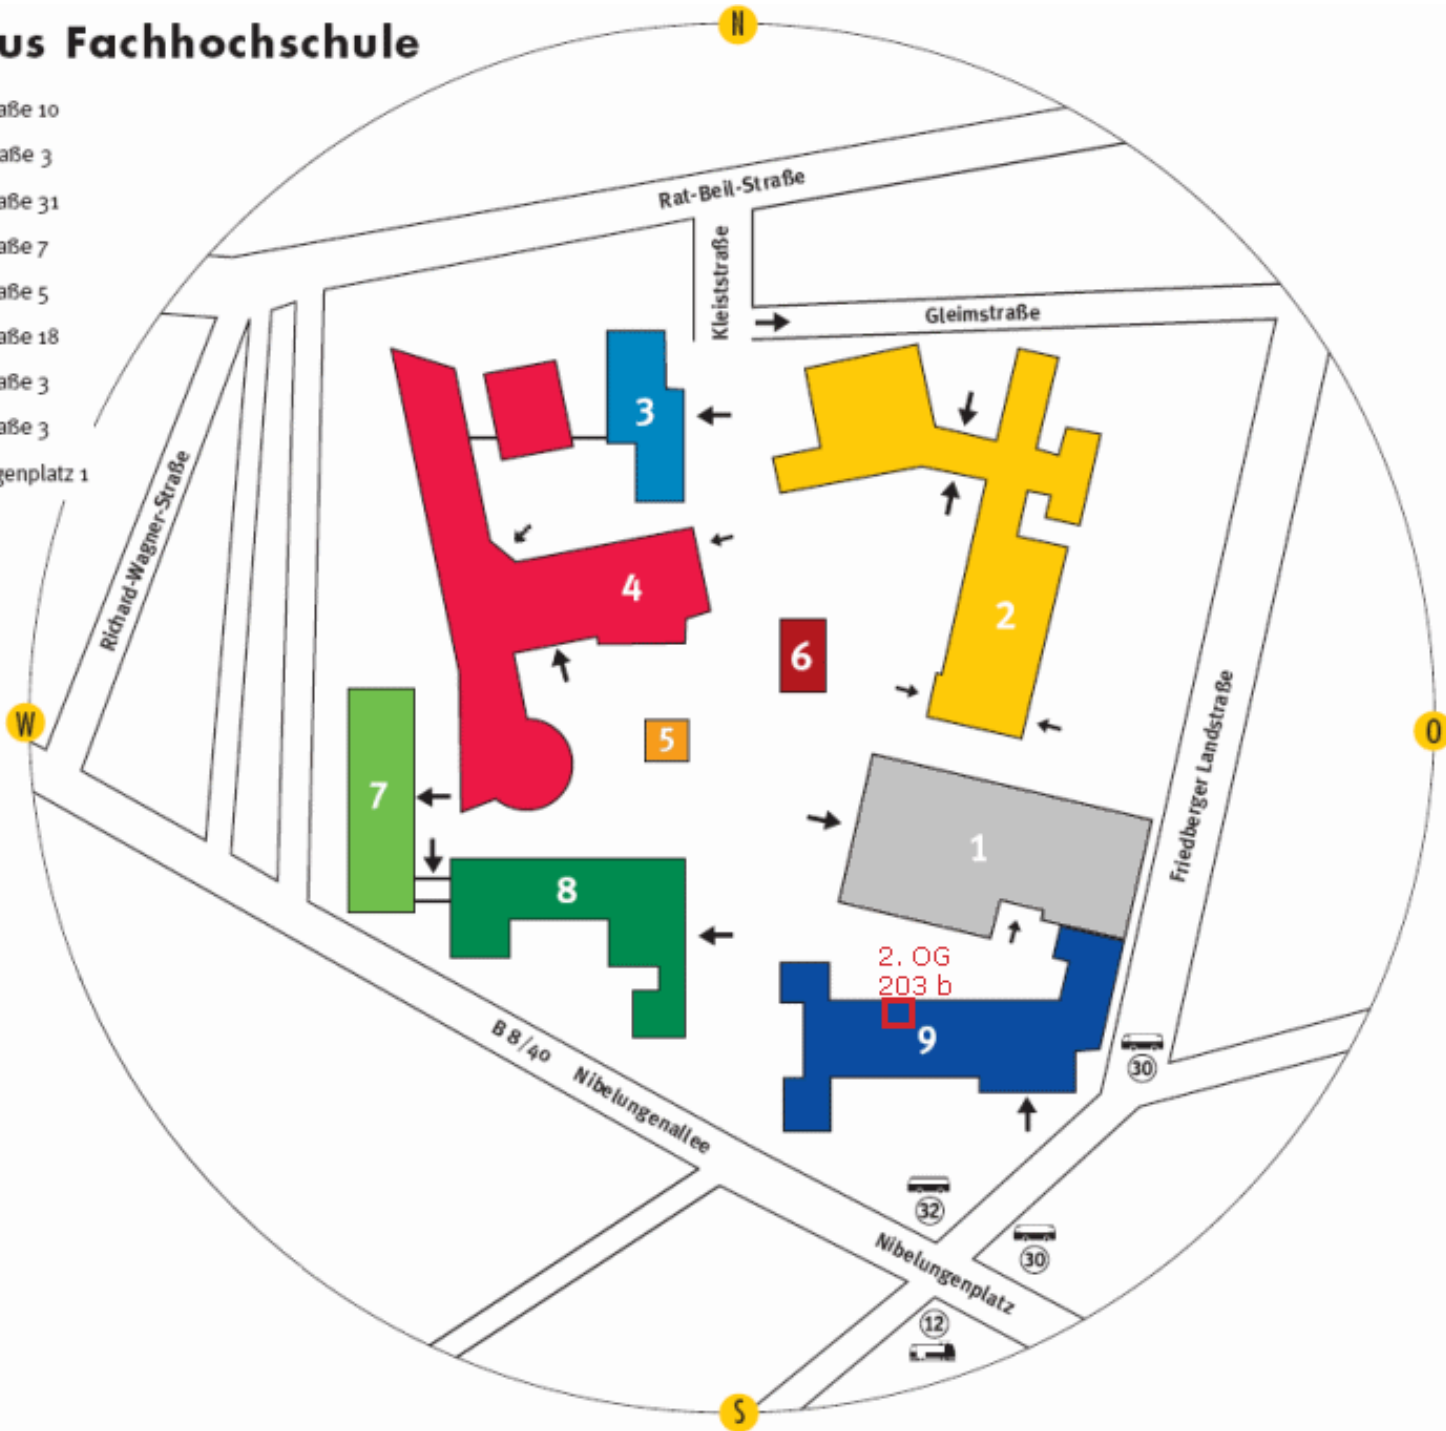 us Fachhochschule
aße 10
aße 3
aße 31
aße 7
aße 5
aße 18
aße 3
aße 3
genplatz 1
N
Rat-Beil-Straße
Kleiststraße
Gleimstraße
Richard-Wagner-Straße
3
4
2
6
W
O
5
7
Friedberger Landstraße
1
8
2. OG
203 b
9
B 8/40 Nibelungenallee
30
32
30
Nibelungenplatz
12
S